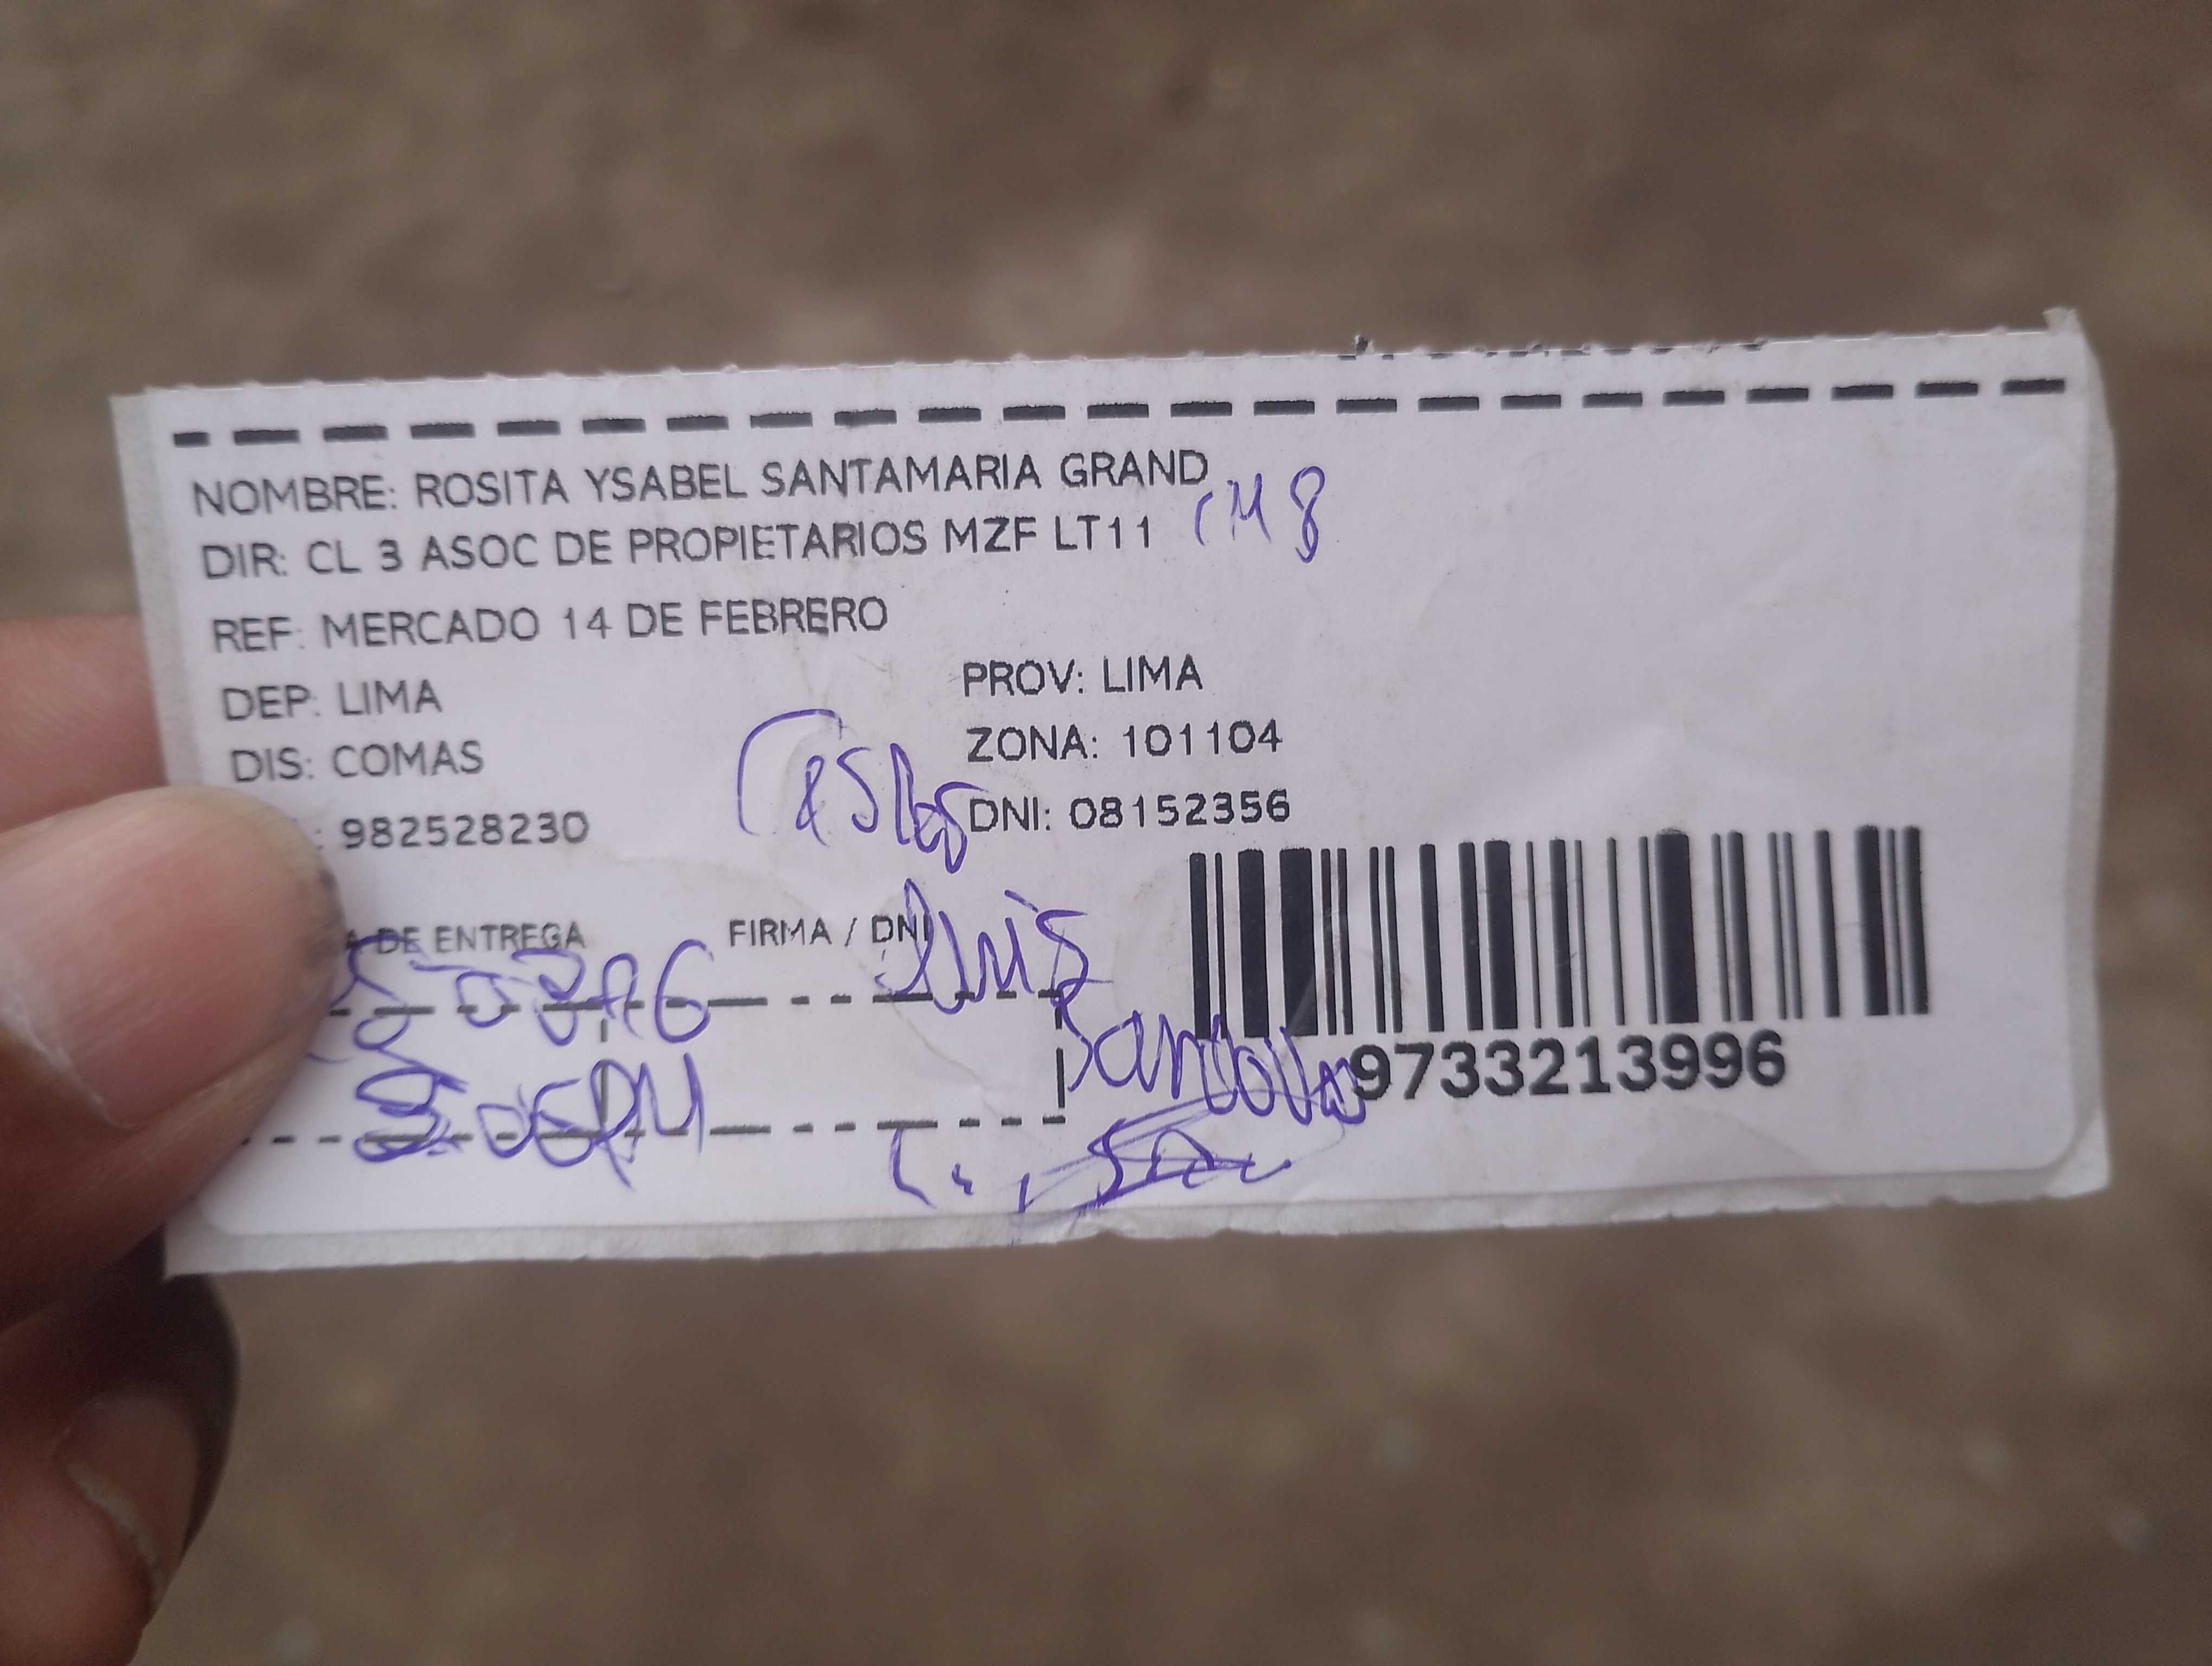 NOMBRE: ROSITA YSABEL SANTAMARIA GRAND
DIR: CL 3 ASOC DE PROPIETARIOS MZF LT11
REF: MERCADO 14 DE FEBRERO
DEP: LIMA PROV: LIMA
DIS: COMAS ZONA: 101104
: 982528230 DNI: 08152356
A DE ENTREGA FIRMA / DNI
Luis
9733213996